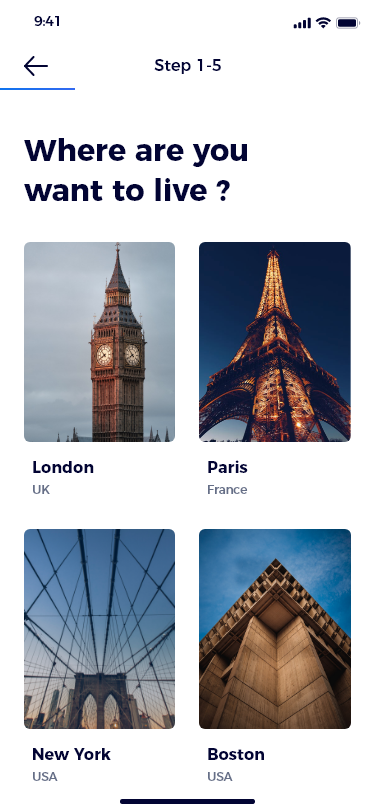 9:41
Step 1-5
Where are you
want to live ?
London
UK
Paris
France
New York
USA
Boston
USA